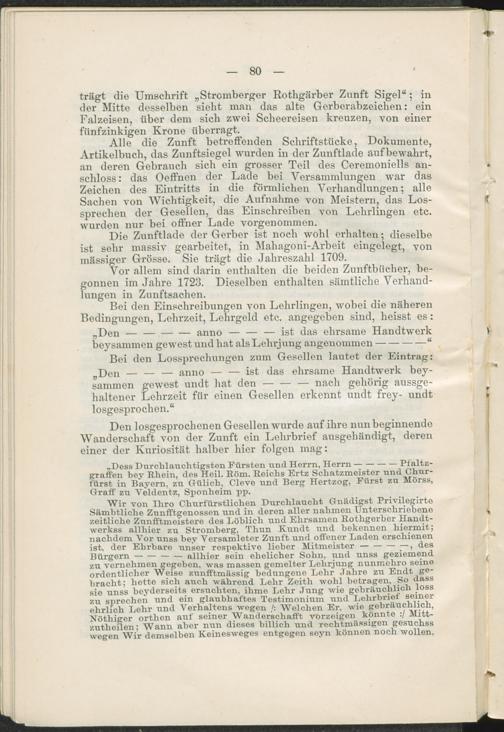 — 80 —
trägt die Umschrift „Stromberger Rothgärber Zunft Sigel“; in
der Mitte desselben sieht man das alte Gerberabzeichen: ein
Falzeisen, über dem sich zwei Scheereisen kreuzen, von einer
fünfzinkigen Krone überragt.
Alle die Zunft betreffenden Schriftstücke, Dokumente,
Artikelbuch, das Zunftsiegel wurden in der Zunftlade aufbewahrt,
an deren Gebrauch sich ein grosser Teil des Ceremoniells an-
schloss: das Oeffnen der Lade bei Versammlungen war das
Zeichen des Eintritts in die förmlichen Verhandlungen; alle
Sachen von Wichtigkeit, die Aufnahme von Meistern, das Los-
sprechen der Gesellen, das Einschreiben von Lehrlingen etc.
wurden nur bei offner Lade vorgenommen.
Die Zunftlade der Gerber ist noch wohl erhalten; dieselbe
ist sehr massiv gearbeitet, in Mahagoni-Arbeit eingelegt, von
mässiger Grösse. Sie trägt die Jahreszahl 1709.
Vor allem sind darin enthalten die beiden Zunftbücher, be-
gonnen im Jahre 1723. Dieselben enthalten sämtliche Verhand-
lungen in Zunftsachen.
Bei den Einschreibungen von Lehrlingen, wobei die näheren
Bedingungen, Lehrzeit, Lehrgeld etc. angegeben sind, heisst es:
„Den — — — — anno — — — ist das ehrsame Handtwerk
beysammen gewest und hat als Lehrjung angenommen — — — —“
Bei den Lossprechungen zum Gesellen lautet der Eintrag:
„Den — — — anno — — ist das ehrsame Handtwerk bey-
sammen gewest undt hat den — — — nach gehörig ausge-
haltener Lehrzeit für einen Gesellen erkennt undt frey- undt
losgesprochen.“
Den losgesprochenen Gesellen wurde auf ihre nun beginnende
Wanderschaft von der Zunft ein Lehrbrief ausgehändigt, deren
einer der Kuriosität halber hier folgen mag:
„Dess Durchlauchtigsten Fürsten und Herrn, Herrn — — — — Pfaltz-
graffen bey Rhein, des Heil. Röm. Reichs Ertz Schatzmeister und Chur-
fürst in Bayern, zu Gülich, Cleve und Berg Hertzog, Fürst zu Mörss,
Graff zu Veldentz, Sponheim pp.
Wir von Ihro Churfürstlichen Durchlaucht Gnädigst Privilegirte
Sämbtliche Zunfftgenossen und in deren aller nahmen Unterschriebene
zeitliche Zunfftmeistere des Löblich und Ehrsamen Rothgerber Handt-
werkss allhier zu Stromberg, Thun Kundt und bekennen hiermit;
nachdem Vor unss bey Versamleter Zunft und offener Laden erschienen
ist, der Ehrbare unser respektive lieber Mitmeister — — — —, des
Bürgern — — — — allhier sein ehelicher Sohn, und unss geziemend
zu vernehmen gegeben, was massen gemelter Lehrjung nunmehro seine
ordentlicher Weise zunfftmässig bedungene Lehr Jahre zu Endt ge-
bracht; hette sich auch während Lehr Zeith wohl betragen, So dass
sie unss beyderseits ersuchten, ihme Lehr Jung wie gebräuchlich loss
zu sprechen und ein glaubhaftes Testimonium und Lehrbrief seiner
ehrlich Lehr und Verhaltens wegen /: Welchen Er, wie gebräuchlich,
Nöthiger orthen auf seiner Wanderschafft vorzeigen könnte :/ Mitt-
zutheilen; Wann aber nun dieses billich und rechtmässigen gesuchss
wegen Wir demselben Keinesweges entgegen seyn können noch wollen,